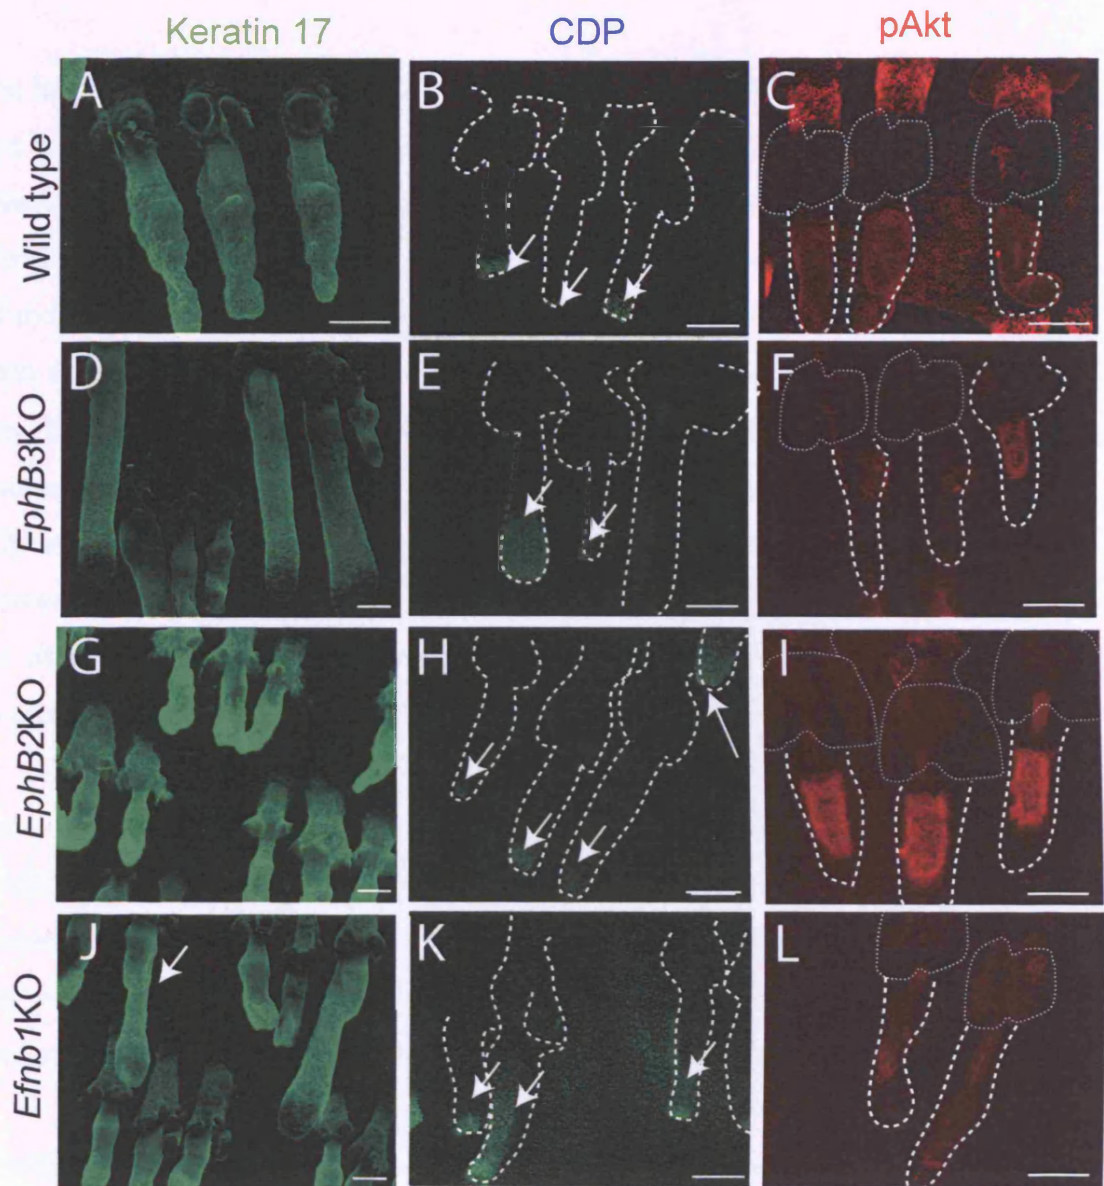 Keratin 17 CDP pAkt
Wild type
A B C
EphB3KO
D E F
EphB2KO
G H I
Efnb1KO
J K L